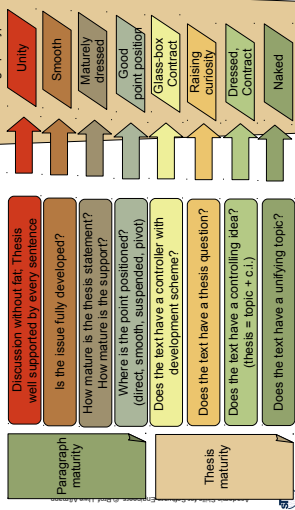 Paragraph
maturity
Discussion without fat; Thesis
well supported by every sentence
Unity
Is the issue fully developed?
Smooth
How mature is the thesis statement?
How mature is the support?
Maturely
dressed
Where is the point positioned?
(direct, smooth, suspended, pivot)
Good
point position
Thesis
maturity
Does the text have a controller with
development scheme?
Glass-box
Contract
Does the text have a thesis question?
Raising
curiosity
Does the text have a controlling idea?
(thesis = topic + c.i.)
Dressed,
Contract
Does the text have a unifying topic?
Naked